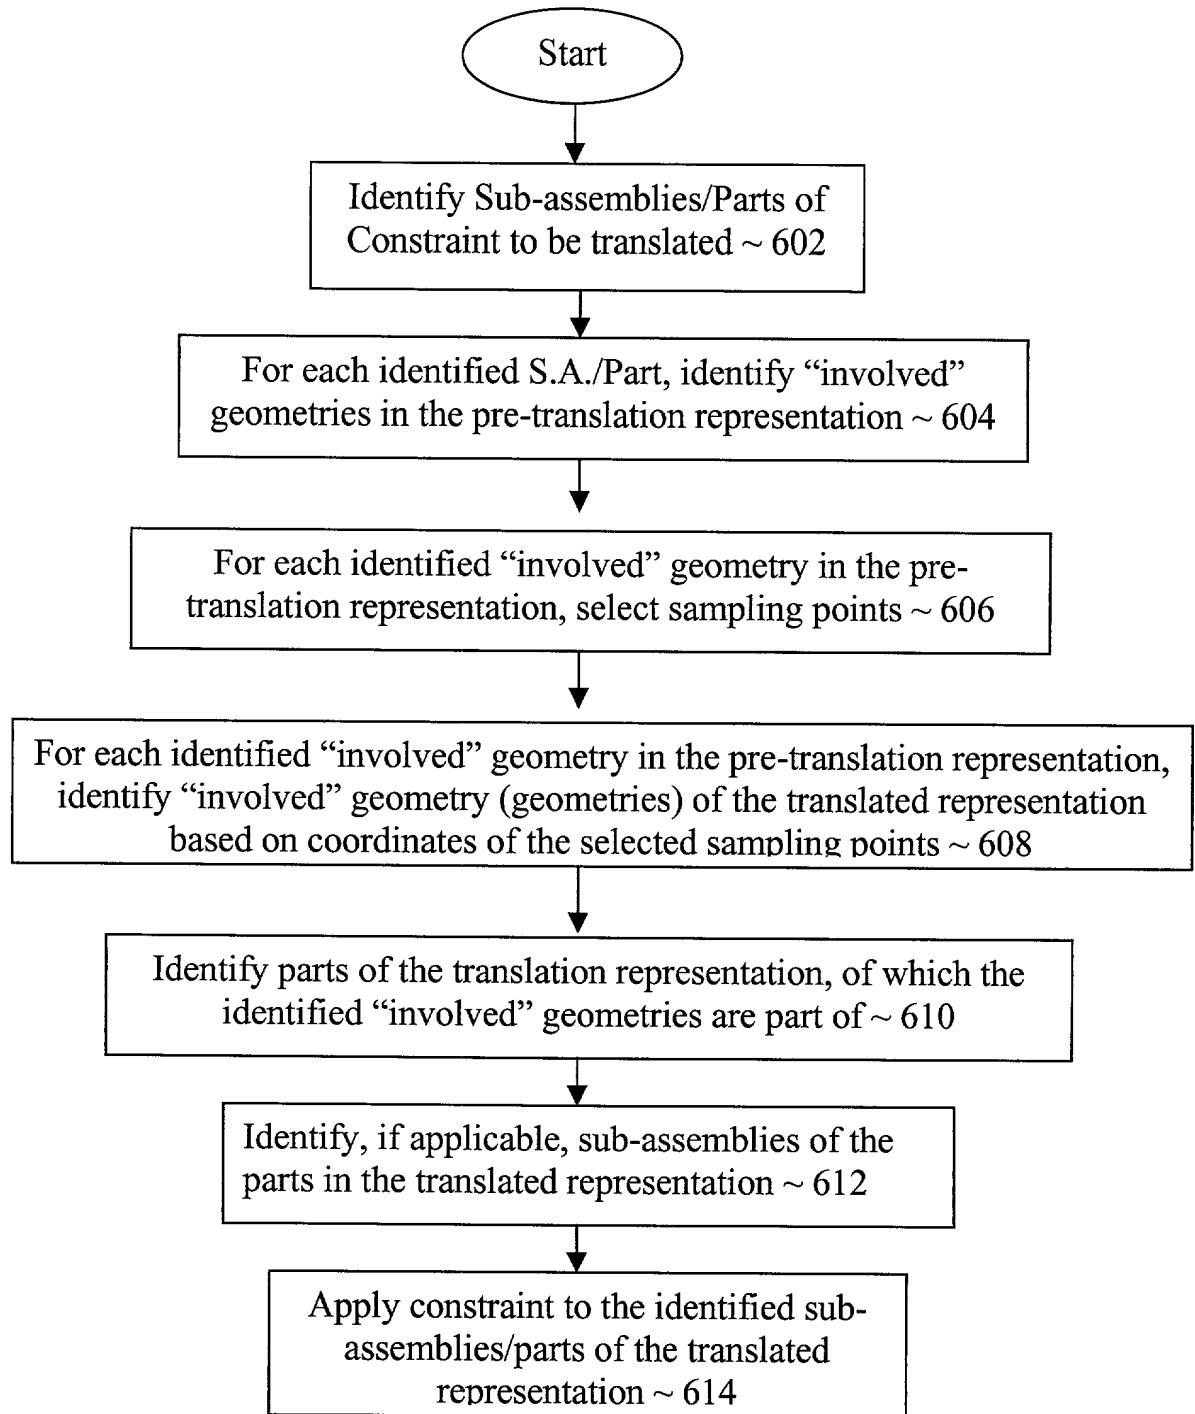 Start
Identify Sub-assemblies/Parts of
Constraint to be translated ~ 602
For each identified S.A./Part, identify “involved”
geometries in the pre-translation representation ~ 604
For each identified “involved” geometry in the pre-
translation representation, select sampling points ~ 606
For each identified “involved” geometry in the pre-translation representation,
identify “involved” geometry (geometries) of the translated representation
based on coordinates of the selected sampling points ~ 608
Identify parts of the translation representation, of which the
identified “involved” geometries are part of ~ 610
Identify, if applicable, sub-assemblies of the
parts in the translated representation ~ 612
Apply constraint to the identified sub-
assemblies/parts of the translated
representation ~ 614